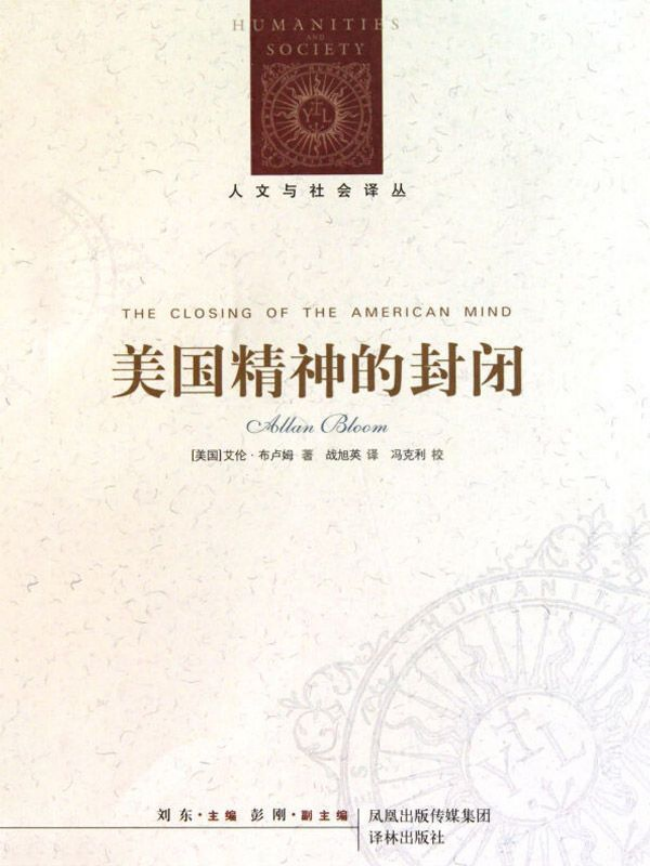 HUMANITIES
AND
SOCIETY
YTL
人文与社会译丛
THE CLOSING OF THE AMERICAN MIND
美国精神的封闭
Allan Bloom
[美国]艾伦·布卢姆 著 战旭英 译 冯克利 校
HUMANITI
YTL
刘东·主编 彭刚·副主编
凤凰出版传媒集团
译林出版社